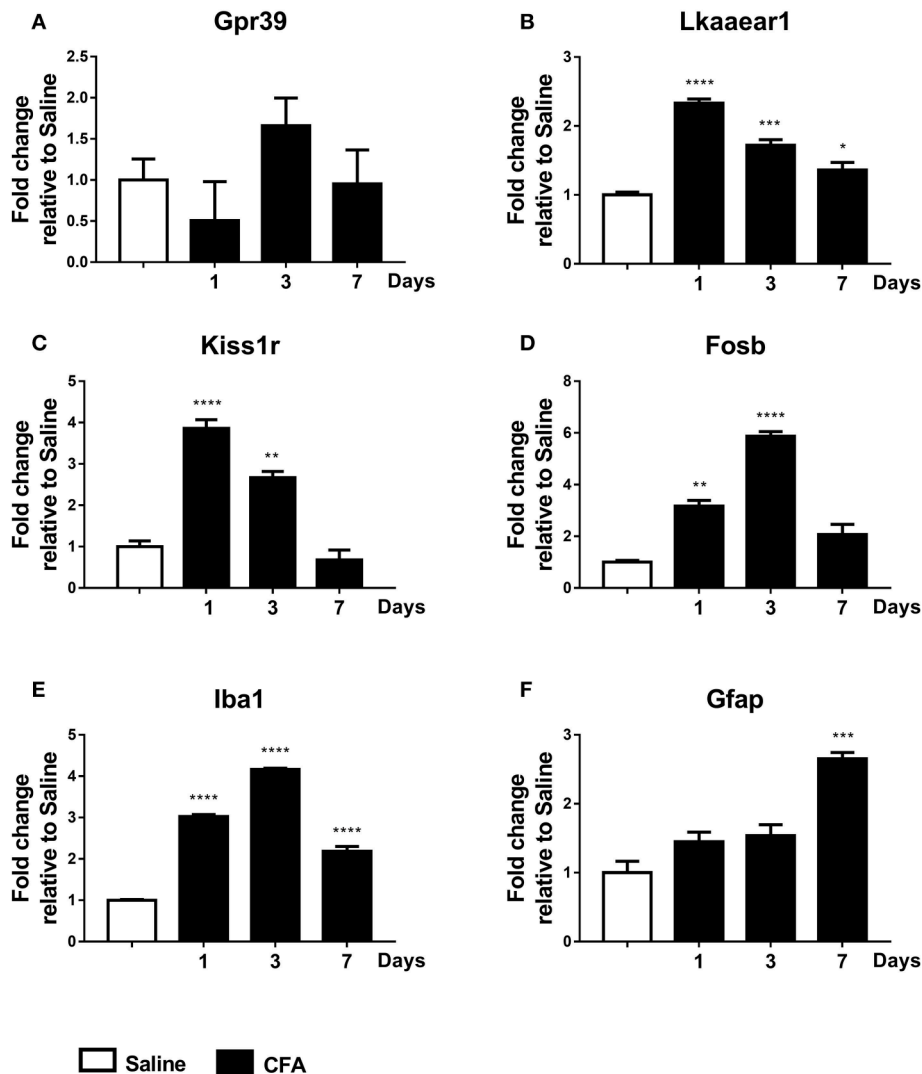 A
Gpr39
Fold change
relative to Saline
2.5
2.0
1.5
1.0
0.5
0.0
1 3 7 Days
B
Lkaaear1
Fold change
relative to Saline
3
2
1
0
****
***
*
1 3 7 Days
C
Kiss1r
Fold change
relative to Saline
5
4
3
2
1
0
****
**
1 3 7 Days
D
Fosb
Fold change
relative to Saline
8
6
4
2
0
**
****
1 3 7 Days
E
Iba1
Fold change
relative to Saline
5
4
3
2
1
0
****
****
****
1 3 7 Days
F
Gfap
Fold change
relative to Saline
3
2
1
0
***
1 3 7 Days
Saline CFA